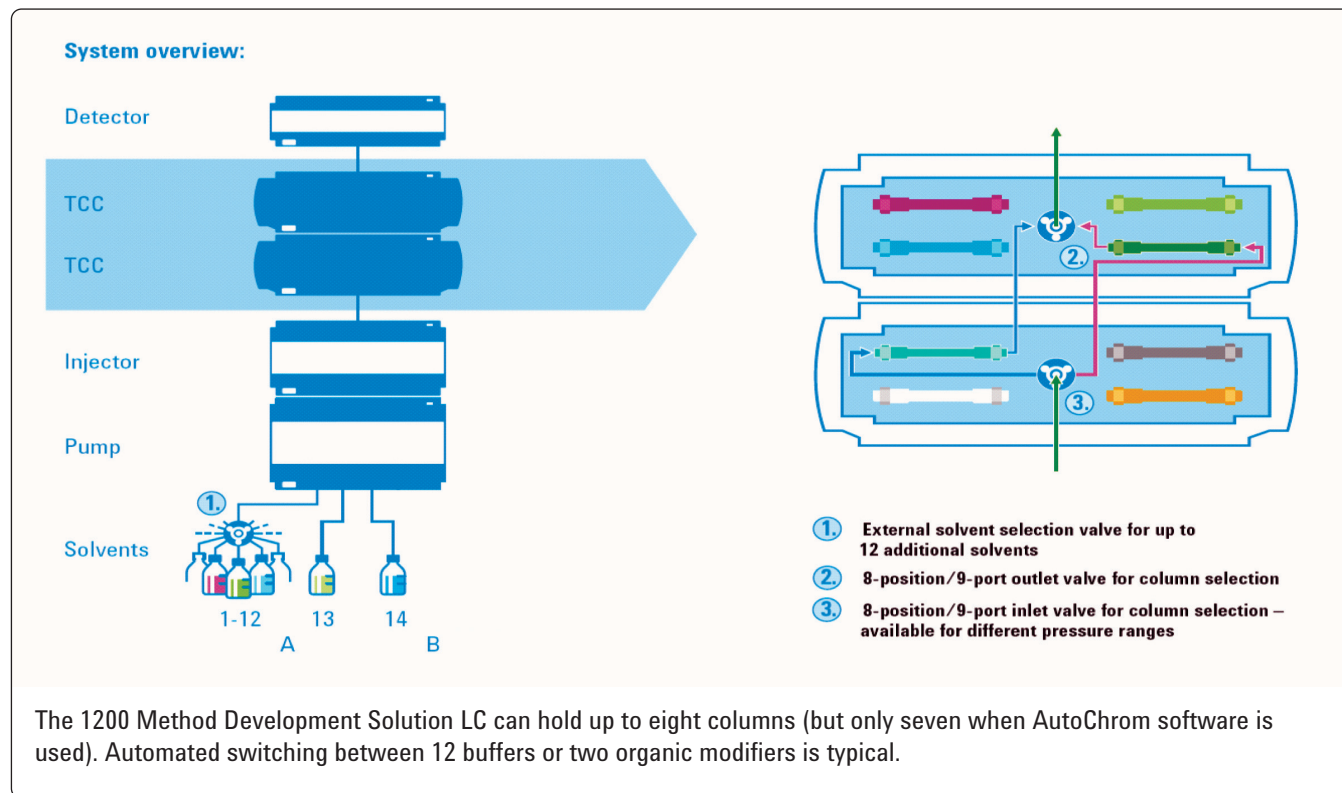 System overview:
Detector
TCC
TCC
Injector
Pump
1.
Solvents
1-12 13 14
A B
2.
3.
1. External solvent selection valve for up to
12 additional solvents
2. 8-position/9-port outlet valve for column selection
3. 8-position/9-port inlet valve for column selection –
available for different pressure ranges
The 1200 Method Development Solution LC can hold up to eight columns (but only seven when AutoChrom software is
used). Automated switching between 12 buffers or two organic modifiers is typical.